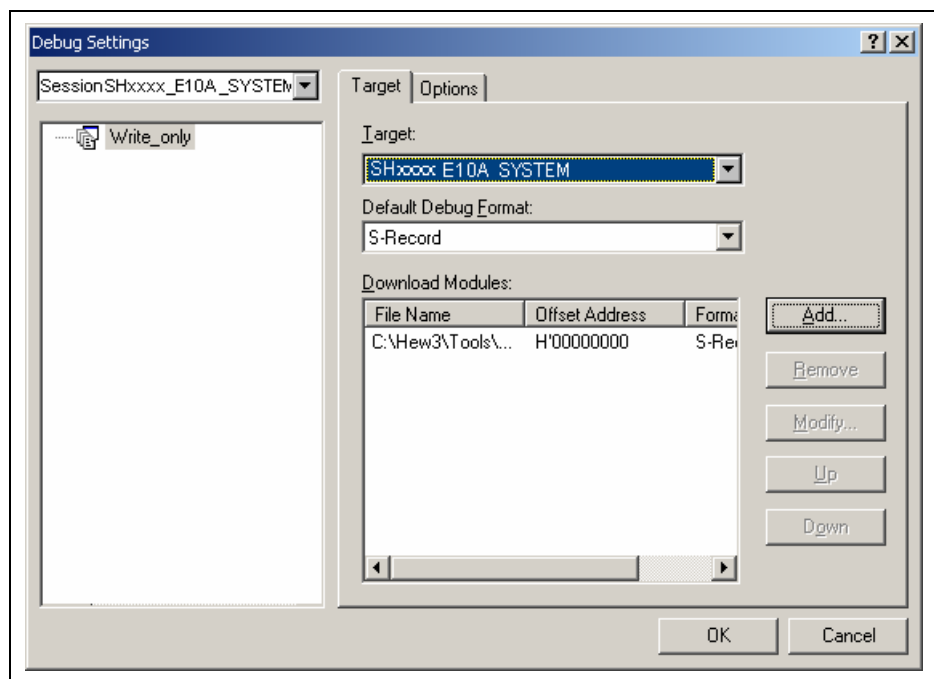 Debug Settings
SessionSHxxxx_E10A_SYSTEM
Target Options
Write_only
Target:
SHxxxx E10A SYSTEM
Default Debug Format:
S-Record
Download Modules:
File Name Offset Address Forma
C:\Hew3\Tools\... H'00000000 S-Rec
Add...
Remove
Modify...
Up
Down
OK Cancel